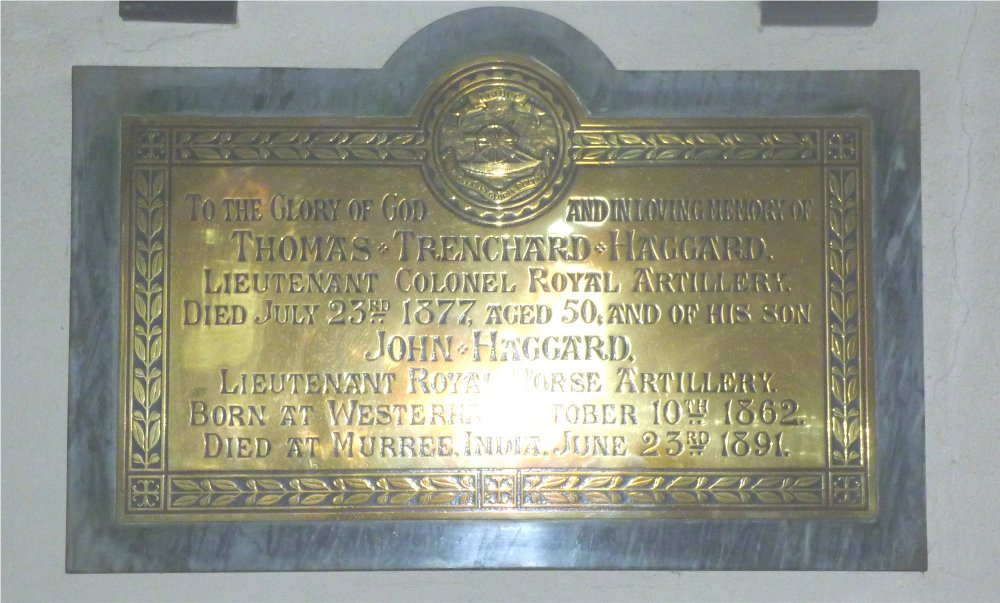 To the Glory of God and in loving memory of
Thomas Trenchard Haggard,
Lieutenant Colonel Royal Artillery.
Died July 23RD 1877, aged 50, and of his son
John Haggard,
Lieutenant Royal Horse Artillery.
Born at October 10TH 1862.
Died at Murree, India, June 23RD 1891.